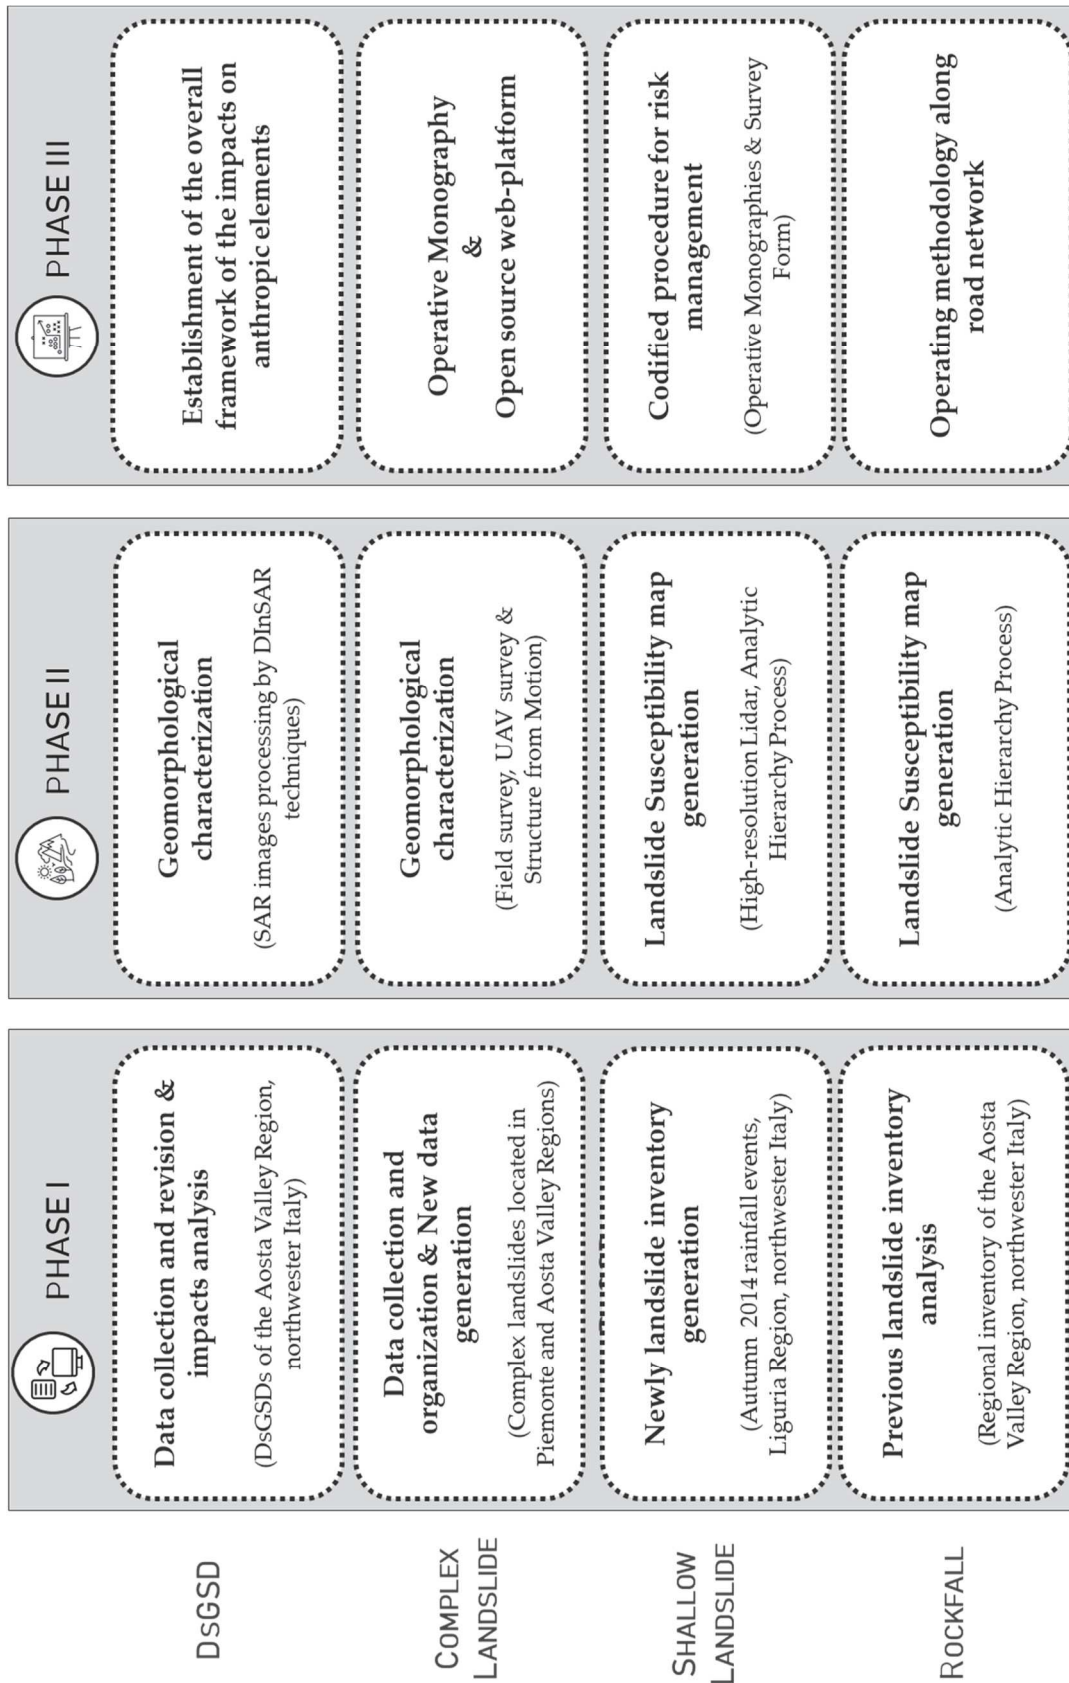 PHASE I
PHASE II
PHASE III
DSGSD
Data collection and revision &
impacts analysis
(DsGSDs of the Aosta Valley Region,
northwester Italy)
Geomorphological
characterization
(SAR images processing by DInSAR
techniques)
Establishment of the overall
framework of the impacts on
anthropic elements
COMPLEX
LANDSLIDE
Data collection and
organization & New data
generation
(Complex landslides located in
Piemonte and Aosta Valley Regions)
Geomorphological
characterization
(Field survey, UAV survey &
Structure from Motion)
Operative Monography
&
Open source web-platform
SHALLOW
LANDSLIDE
Newly landslide inventory
generation
(Autumn 2014 rainfall events,
Liguria Region, northwester Italy)
Landslide Susceptibility map
generation
(High-resolution Lidar, Analytic
Hierarchy Process)
Codified procedure for risk
management
(Operative Monographies & Survey
Form)
ROCKFALL
Previous landslide inventory
analysis
(Regional inventory of the Aosta
Valley Region, northwester Italy)
Landslide Susceptibility map
generation
(Analytic Hierarchy Process)
Operating methodology along
road network